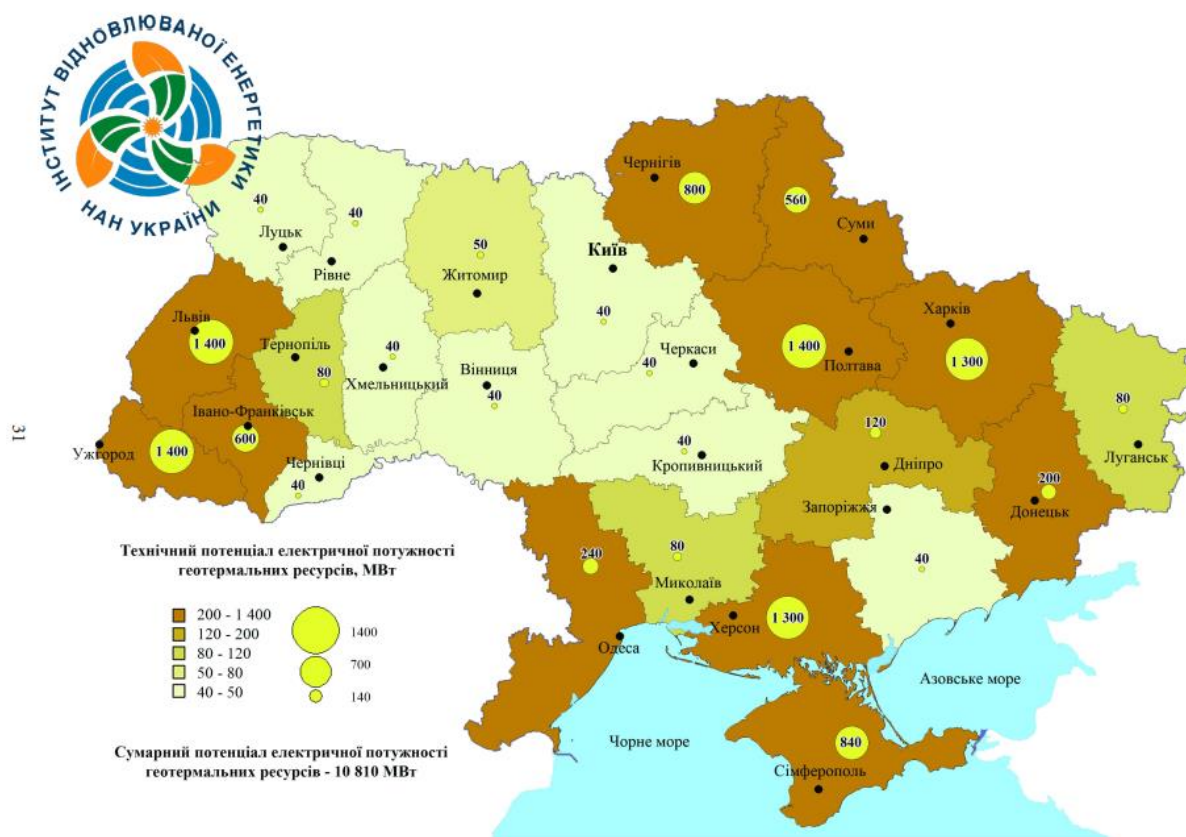 ІНСТИТУТ ВІДНОВЛЮВАНОЇ ЕНЕРГЕТИКИ
НАН УКРАЇНИ
Чернігів
800
560
Суми
40
Луцьк
40
Рівне
50
Житомир
Київ
40
Львів
1 400
Тернопіль
80
40
Хмельницький
Вінниця
40
Черкаси
40
1 400
Полтава
Харків
1 300
80
Луганськ
Івано-Франківськ
600
Ужгород
1 400
Чернівці
40
40
Кропивницький
120
Дніпро
Запоріжжя
40
200
Донецьк
240
Одеса
80
Миколаїв
Херсон
1 300
Азовське море
Чорне море
840
Сімферополь
31
Технічний потенціал електричної потужності
геотермальних ресурсів, МВт
200 - 1 400
120 - 200
80 - 120
50 - 80
40 - 50
1400
700
140
Сумарний потенціал електричної потужності
геотермальних ресурсів - 10 810 МВт